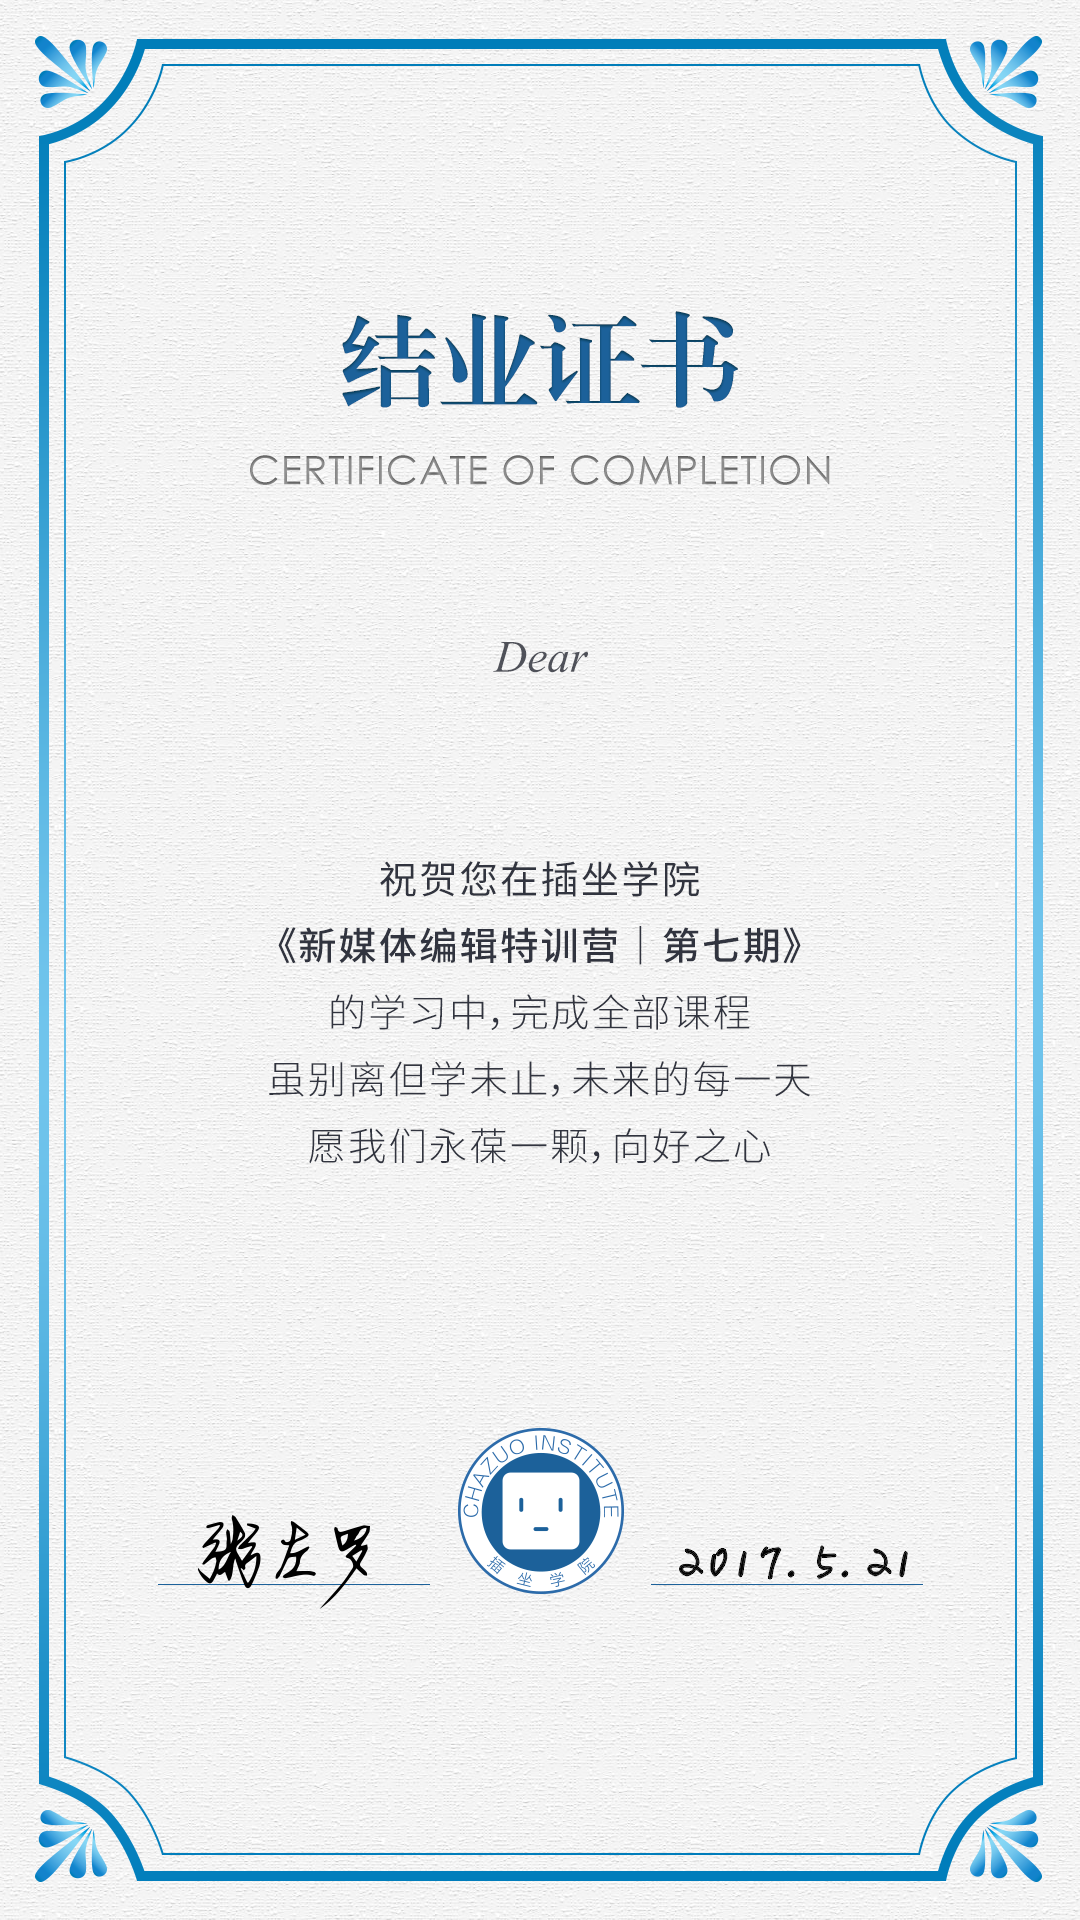 结业证书
CERTIFICATE OF COMPLETION
Dear
祝贺您在插坐学院
《新媒体编辑特训营｜第七期》
的学习中，完成全部课程
虽别离但学未止，未来的每一天
愿我们永葆一颗，向好之心
CHAZUO INSTITUTE
插坐学院
粥左罗
2017.5.21